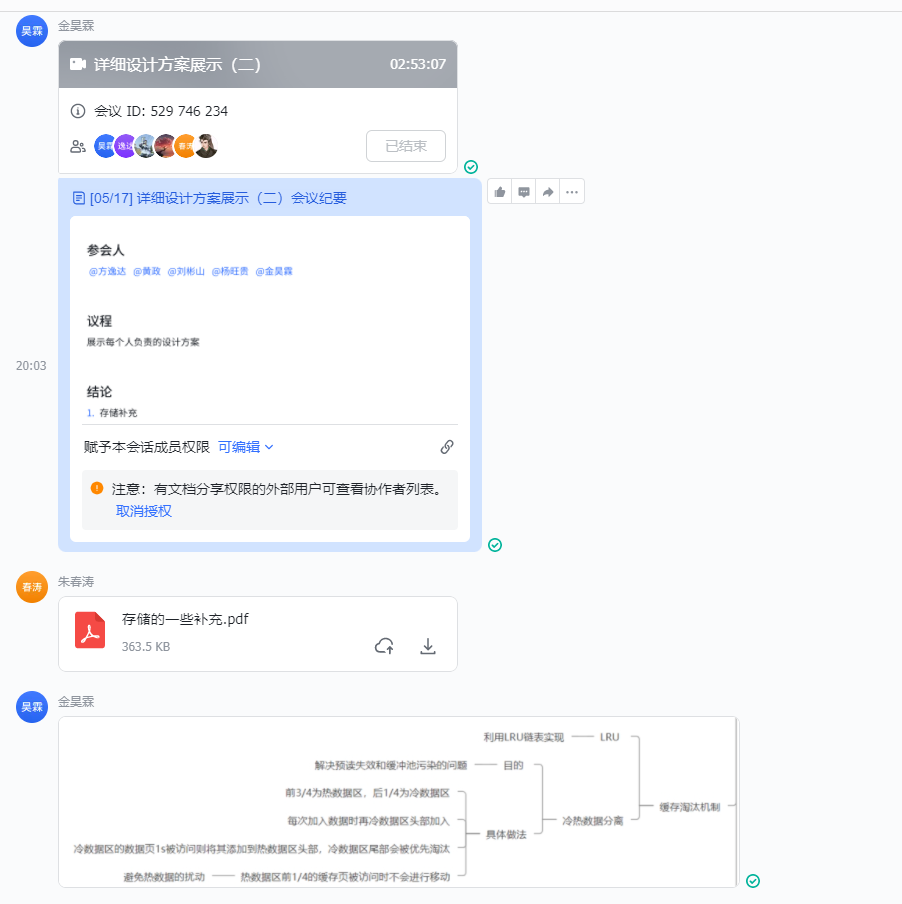 昊霖
金昊霖
详细设计方案展示（二）
02:53:07
会议 ID: 529 746 234
昊霖 逸达 春涛
已结束
[05/17] 详细设计方案展示（二）会议纪要
参会人
@方逸达 @黄政 @刘彬山 @杨旺贵 @金昊霖
议程
展示每个人负责的设计方案
20:03
结论
1. 存储补充
赋予本会话成员权限 可编辑
注意：有文档分享权限的外部用户可查看协作者列表。
取消授权
春涛
朱春涛
存储的一些补充.pdf
363.5 KB
昊霖
金昊霖
利用LRU链表实现 LRU
解决预读失效和缓冲池污染的问题 目的
前3/4为热数据区，后1/4为冷数据区
缓存淘汰机制
每次加入数据时再冷数据区头部加入
冷热数据分离
具体做法
冷数据区的数据页1s被访问则将其添加到热数据区头部，冷数据区尾部会被优先淘汰
避免热数据的扰动 热数据区前1/4的缓存页被访问时不会进行移动